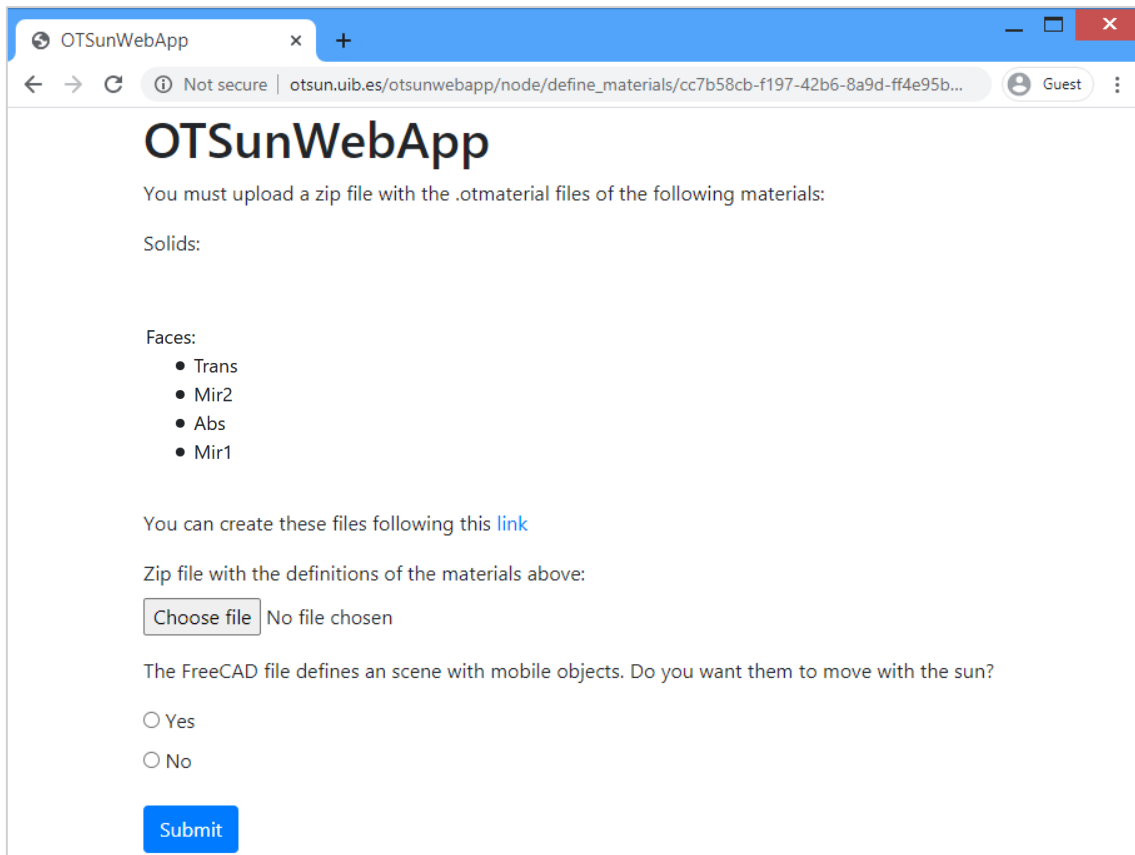 OTSunWebApp
Not secure | otsun.uib.es/otsunwebapp/node/define_materials/cc7b58cb-f197-42b6-8a9d-ff4e95b...
Guest
OTSunWebApp
You must upload a zip file with the .otmaterial files of the following materials:
Solids:
Faces:
• Trans
• Mir2
• Abs
• Mir1
You can create these files following this link
Zip file with the definitions of the materials above:
Choose file No file chosen
The FreeCAD file defines an scene with mobile objects. Do you want them to move with the sun?
Yes
No
Submit